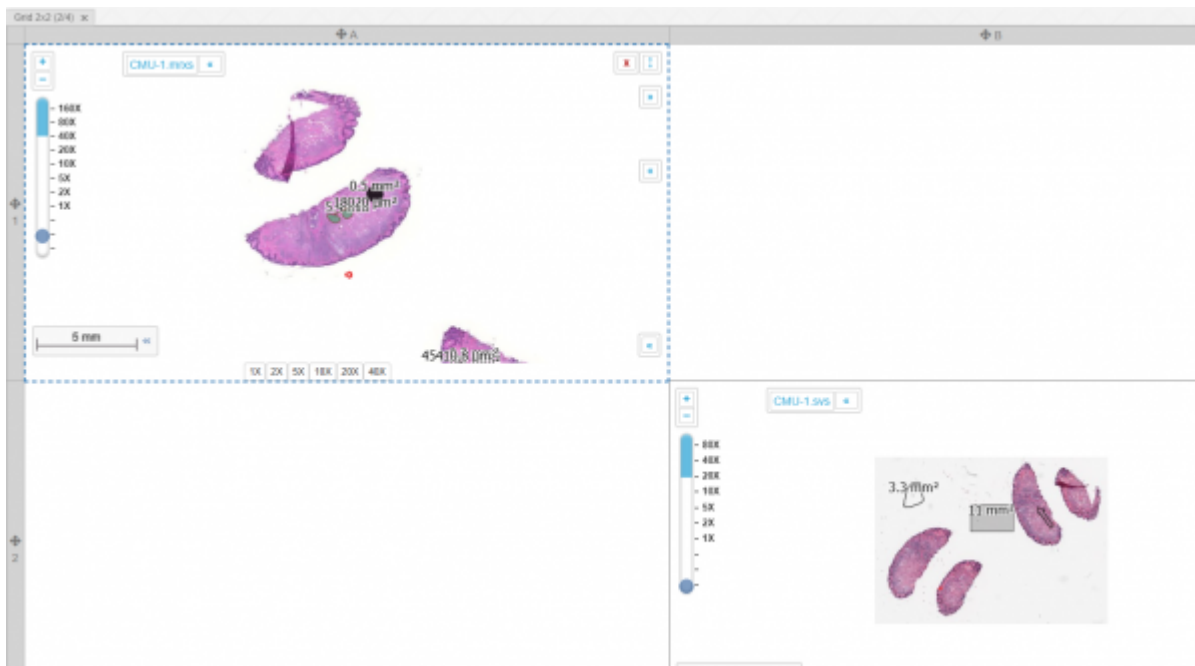 Grid 2x2 (2/4) ×
A
B
1
+
−
CMU-1.mrxs «
160X
80X
40X
20X
10X
5X
2X
1X
0.5 mm²
18020 µm²
5 mm «
1X 2X 5X 10X 20X 40X
2
+
−
CMU-1.svs «
80X
40X
20X
10X
5X
2X
1X
3.3 mm²
11 mm²